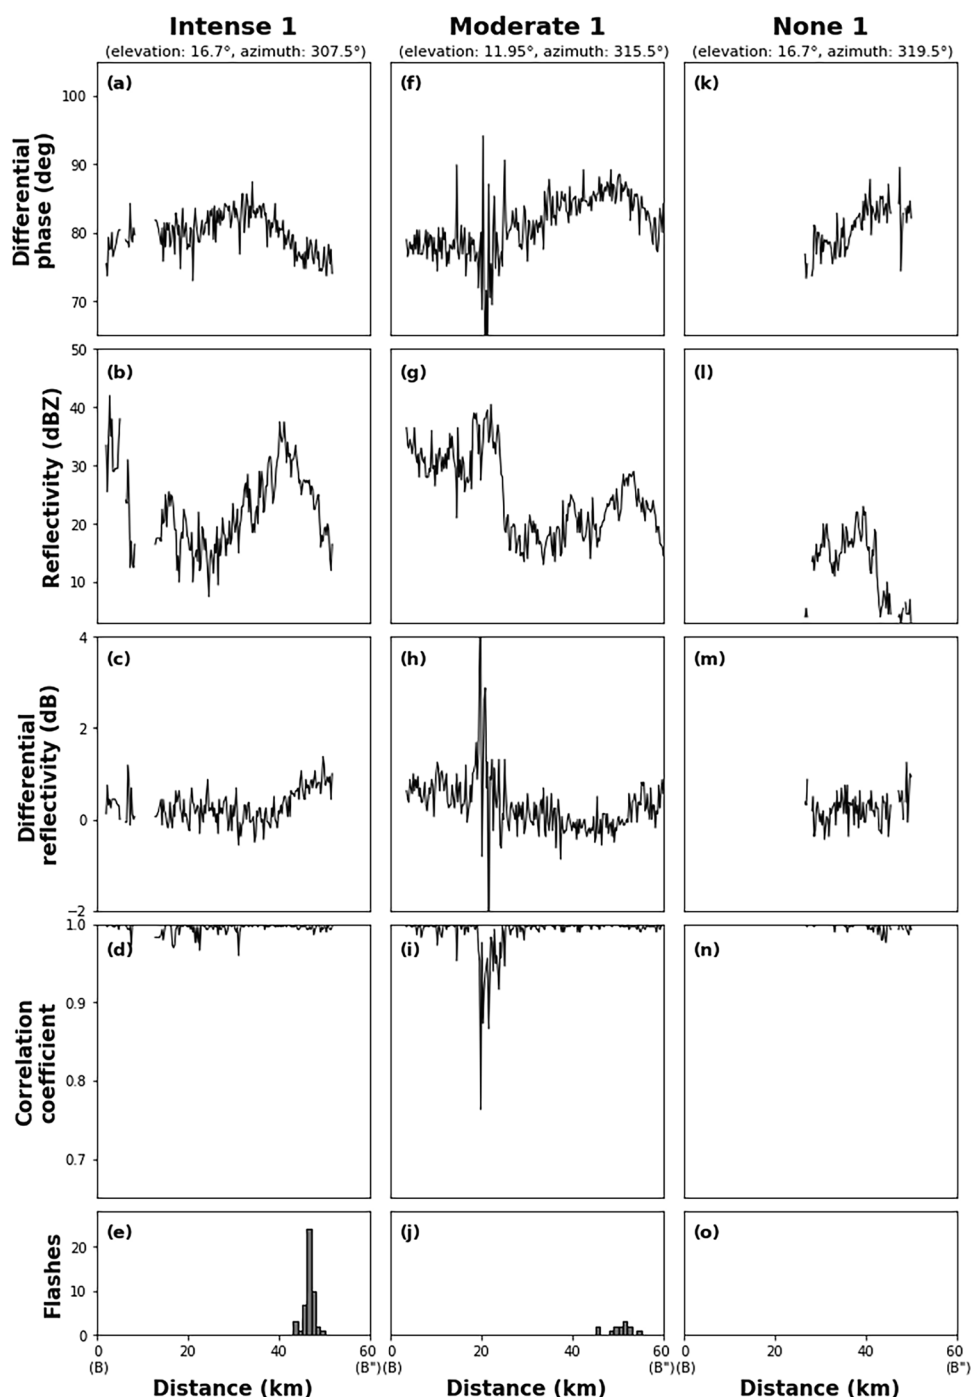 Intense 1
(elevation: 16.7°, azimuth: 307.5°)
Moderate 1
(elevation: 11.95°, azimuth: 315.5°)
None 1
(elevation: 16.7°, azimuth: 319.5°)
Differential
phase (deg)
100
90
80
70
(a)
(f)
(k)
Reflectivity (dBZ)
50
40
30
20
10
(b)
(g)
(l)
Differential
reflectivity (dB)
4
2
0
−2
(c)
(h)
(m)
Correlation
coefficient
1.0
0.9
0.8
0.7
(d)
(i)
(n)
Flashes
20
10
0
(e)
(j)
(o)
0 20 40 60
(B) (B")
20 40 60
(B) (B")
0 20 40 60
(B) (B")
Distance (km)
Distance (km)
Distance (km)